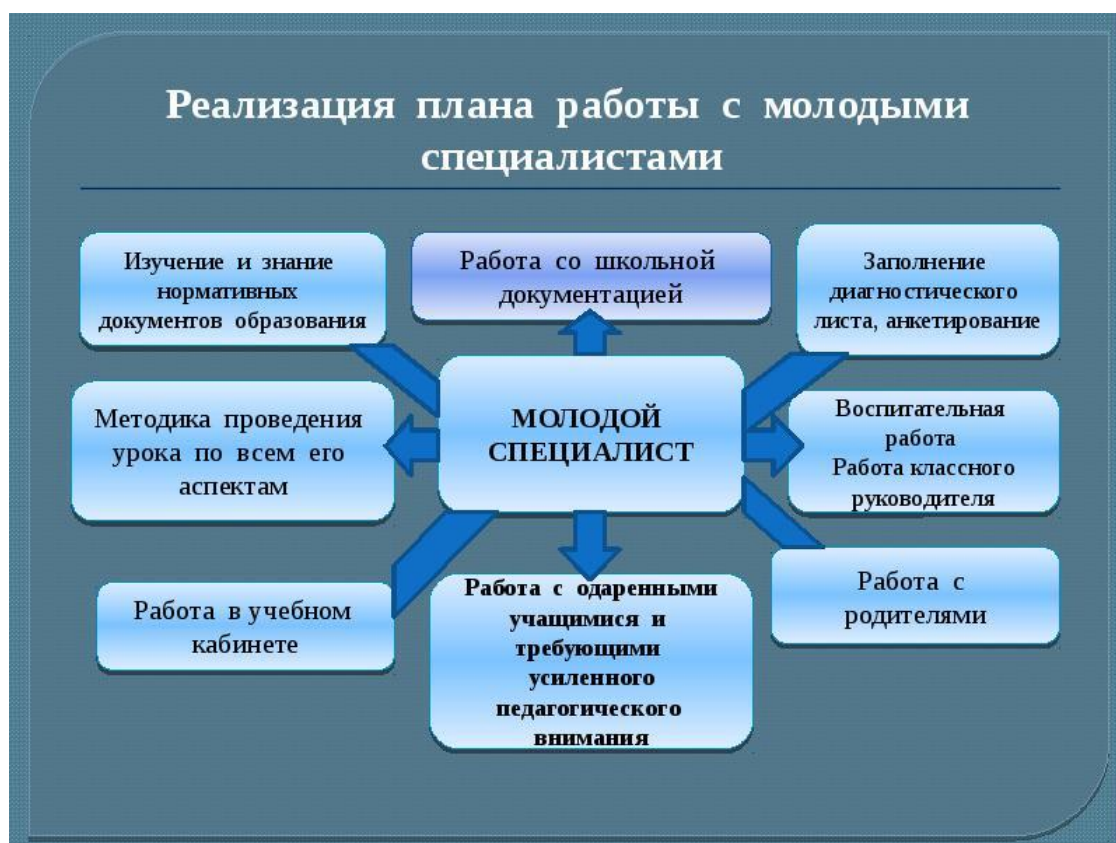 Реализация плана работы с молодыми
специалистами
Изучение и знание
нормативных
документов образования
Работа со школьной
документацией
Заполнение
диагностического
листа, анкетирование
Методика проведения
урока по всем его
аспектам
МОЛОДОЙ
СПЕЦИАЛИСТ
Воспитательная
работа
Работа классного
руководителя
Работа в учебном
кабинете
Работа с одаренными
учащимися и
требующими
усиленного
педагогического
внимания
Работа с
родителями